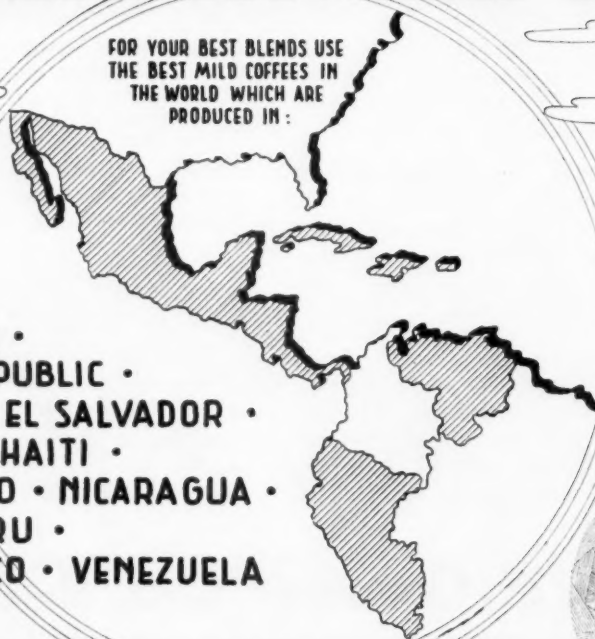 FOR YOUR BEST BLENDS USE
THE BEST MILD COFFEES IN
THE WORLD WHICH ARE
PRODUCED IN :
•
PUBLIC •
EL SALVADOR •
HAITI •
• NICARAGUA •
•
• VENEZUELA